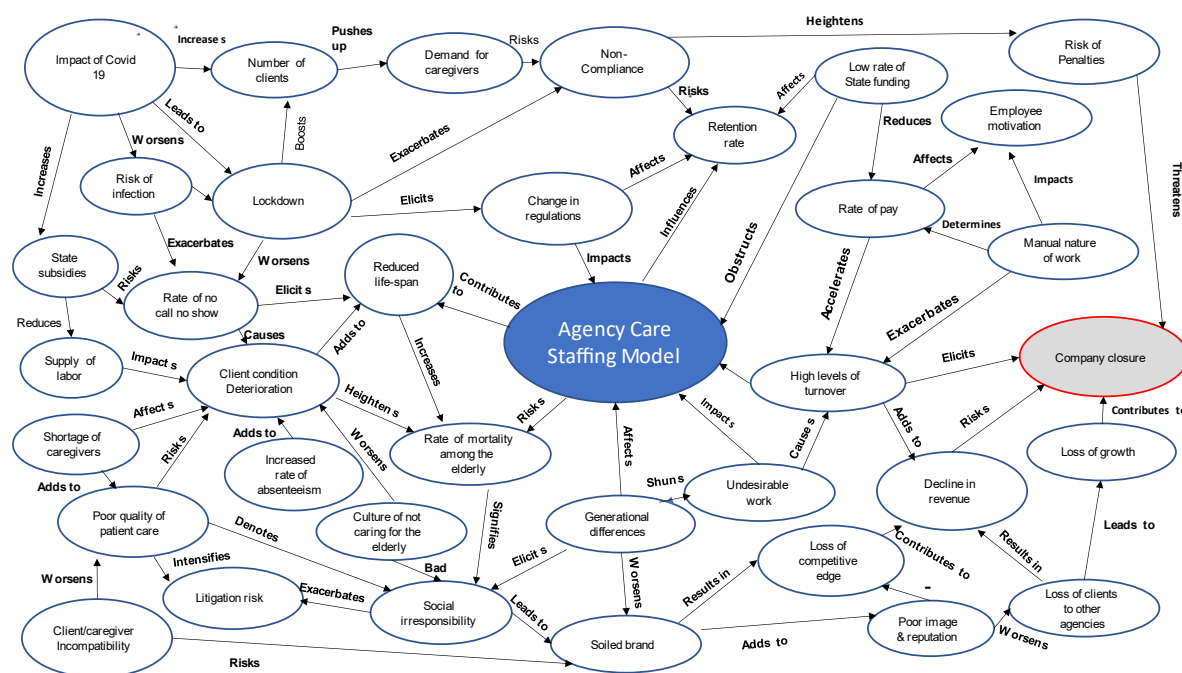 Heightens
Impact of Covid
19
Increase s
Number of
clients
Pushes
up
Demand for
caregivers
Risks
Non-
Compliance
Low rate of
State funding
Risk of
Penalties
Affects
Risks
Retention
rate
Reduces
Employee
motivation
Leads to
Worsens
Boosts
Exacerbates
Increases
Risk of
infection
Lockdown
Elicits
Change in
regulations
Affects
Influences
Obstructs
Rate of pay
Affects
Impacts
Determines
Manual nature
of work
Threatens
Exacerbates
Worsens
State
subsidies
Risks
Rate of no
call no show
Elicit s
Reduced
life-span
Contributes
to
Impacts
Agency Care
Staffing Model
Accelerates
Exacerbates
Reduces
Supply of
labor
Impact s
Causes
Client condition
Deterioration
Adds to
Increases
High levels of
turnover
Elicits
Company closure
Heighten s
Risks
Impact s
Cause s
Adds to
Risks
Contributes to
Shortage of
caregivers
Affect s
Risks
Adds to
Increased
rate of
absenteeism
Worsens
Rate of mortality
among the
elderly
Affect s
Shun s
Undesirable
work
Decline in
revenue
Loss of growth
Adds to
Poor quality of
patient care
Denotes
Culture of not
caring for the
elderly
Signifies
Generational
differences
Leads to
Intensifies
Bad
Elicit s
Worsens
Results in
Loss of
competitive
edge
Contributes to
Results in
Worsens
Litigation risk
Exacerbates
Social
irresponsibility
Leads to
Loss of clients
to other
agencies
Client/caregiver
Incompatibility
Risks
Soiled brand
Adds to
-
Poor image
& reputation
Worsens